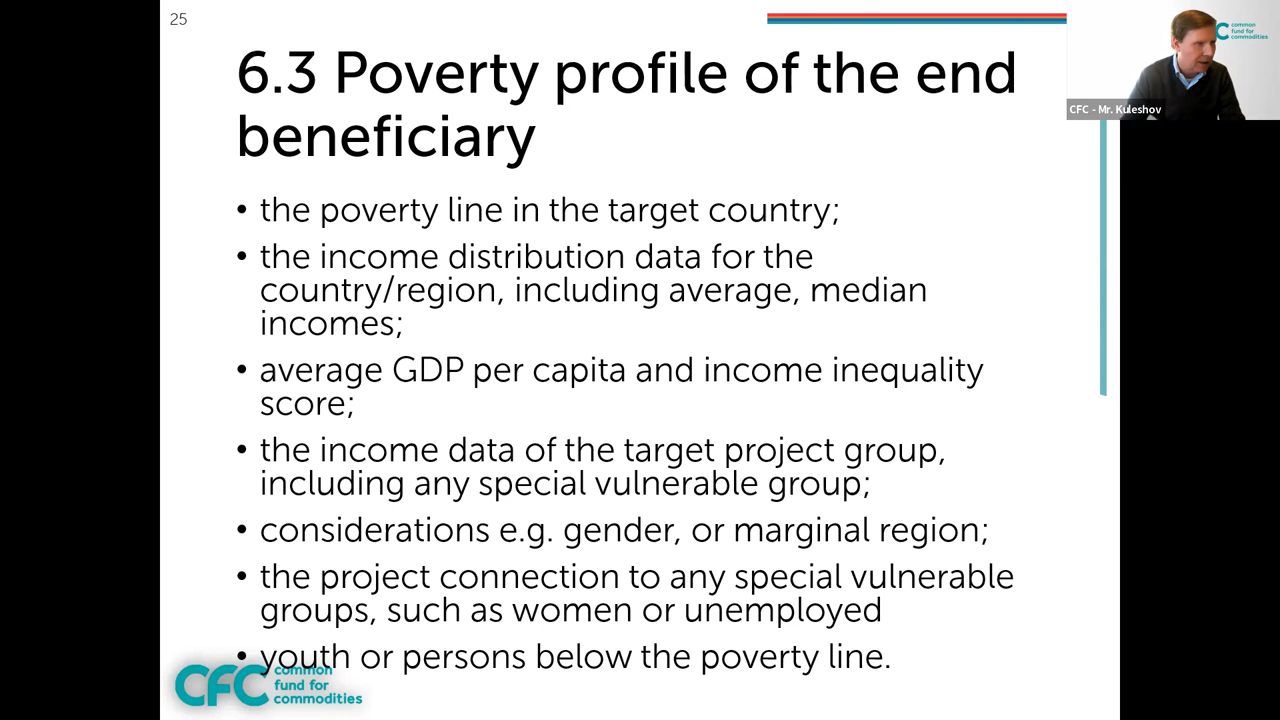 25
6.3 Poverty profile of the end
beneficiary
• the poverty line in the target country;
• the income distribution data for the
country/region, including average, median
incomes;
• average GDP per capita and income inequality
score;
• the income data of the target project group,
including any special vulnerable group;
• considerations e.g. gender, or marginal region;
• the project connection to any special vulnerable
groups, such as women or unemployed
• youth or persons below the poverty line.
CFC common
fund for
commodities
C common
fund for
commodities
CFC - Mr. Kuleshov